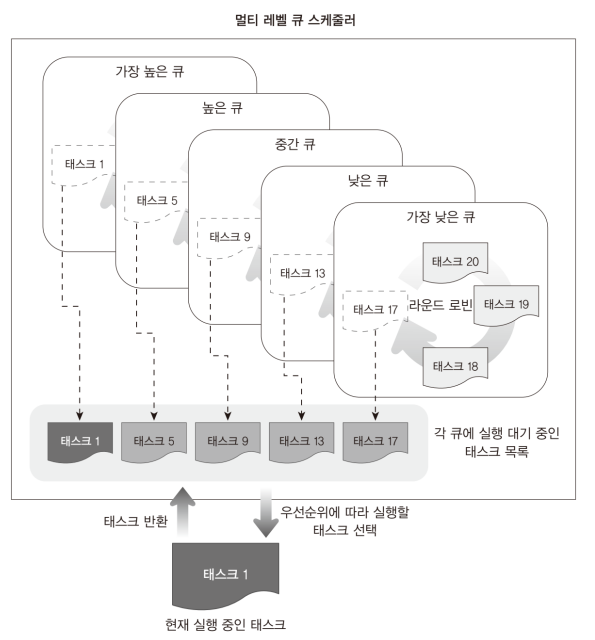 멀티 레벨 큐 스케줄러
가장 높은 큐
높은 큐
중간 큐
낮은 큐
가장 낮은 큐
태스크 1
태스크 5
태스크 9
태스크 13
태스크 17
태스크 20
라운드 로빈
태스크 19
태스크 18
태스크 1
태스크 5
태스크 9
태스크 13
태스크 17
각 큐에 실행 대기 중인
태스크 목록
태스크 반환
우선순위에 따라 실행할
태스크 선택
태스크 1
현재 실행 중인 태스크